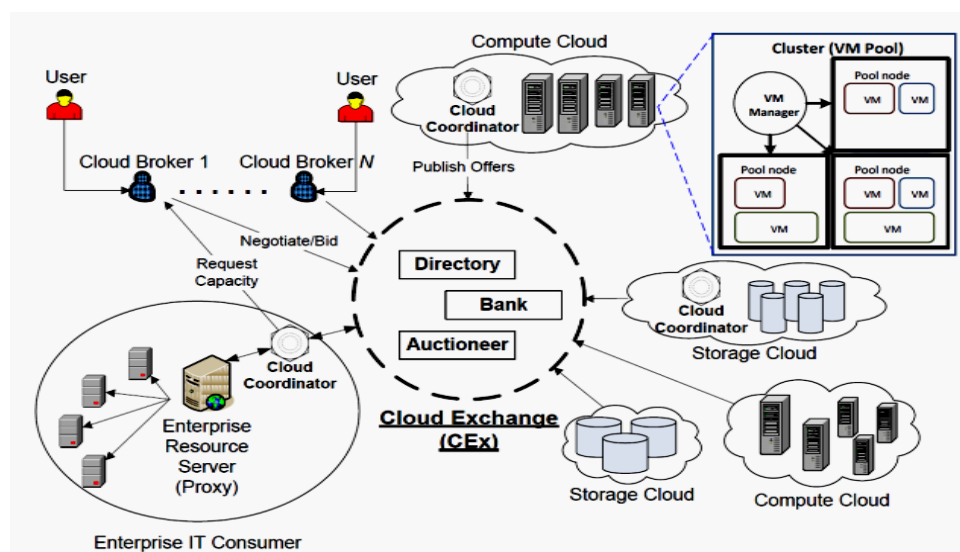 Compute Cloud
User
User
Cloud
Coordinator
Cluster (VM Pool)
Pool node
VM
VM
VM
Manager
Pool node
VM
VM
Pool node
VM
VM
VM
Cloud Broker 1
Cloud Broker N
Publish Offers
Negotiate/Bid
Request
Capacity
Directory
Bank
Auctioneer
Cloud Exchange
(CEx)
Cloud
Coordinator
Storage Cloud
Cloud
Coordinator
Enterprise
Resource
Server
(Proxy)
Enterprise IT Consumer
Storage Cloud
Compute Cloud